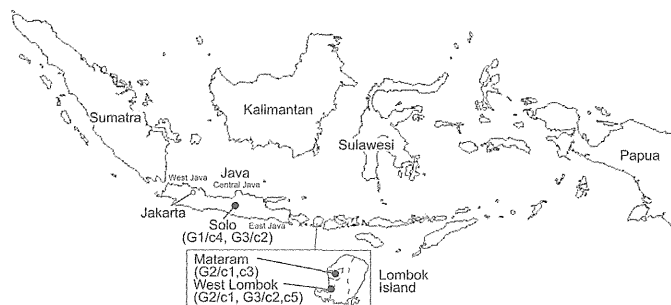 Sumatra
Kalimantan
Sulawesi
Papua
West Java
Java
Central Java
Jakarta
Solo
(G1/c4, G3/c2)
East Java
Mataram
(G2/c1,c3)
West Lombok
(G2/c1, G3/c2,c5)
Lombok
Island